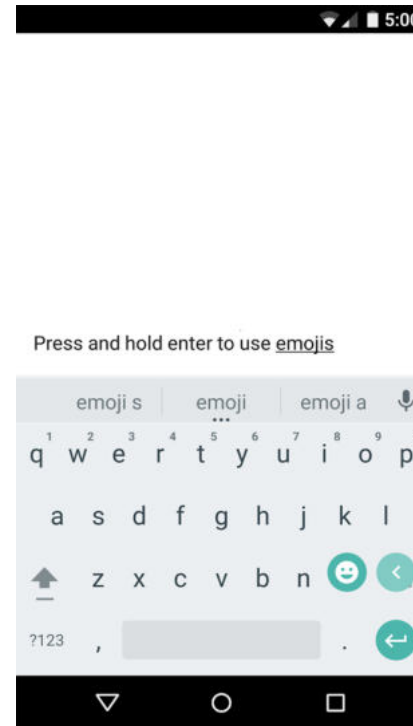 5:00
Press and hold enter to use emojis
emoji s emoji emoji a
1 2 3 4 5 6 7 8 9
q w e r t y u i o p
a s d f g h j k l
z x c v b n
?123 , .